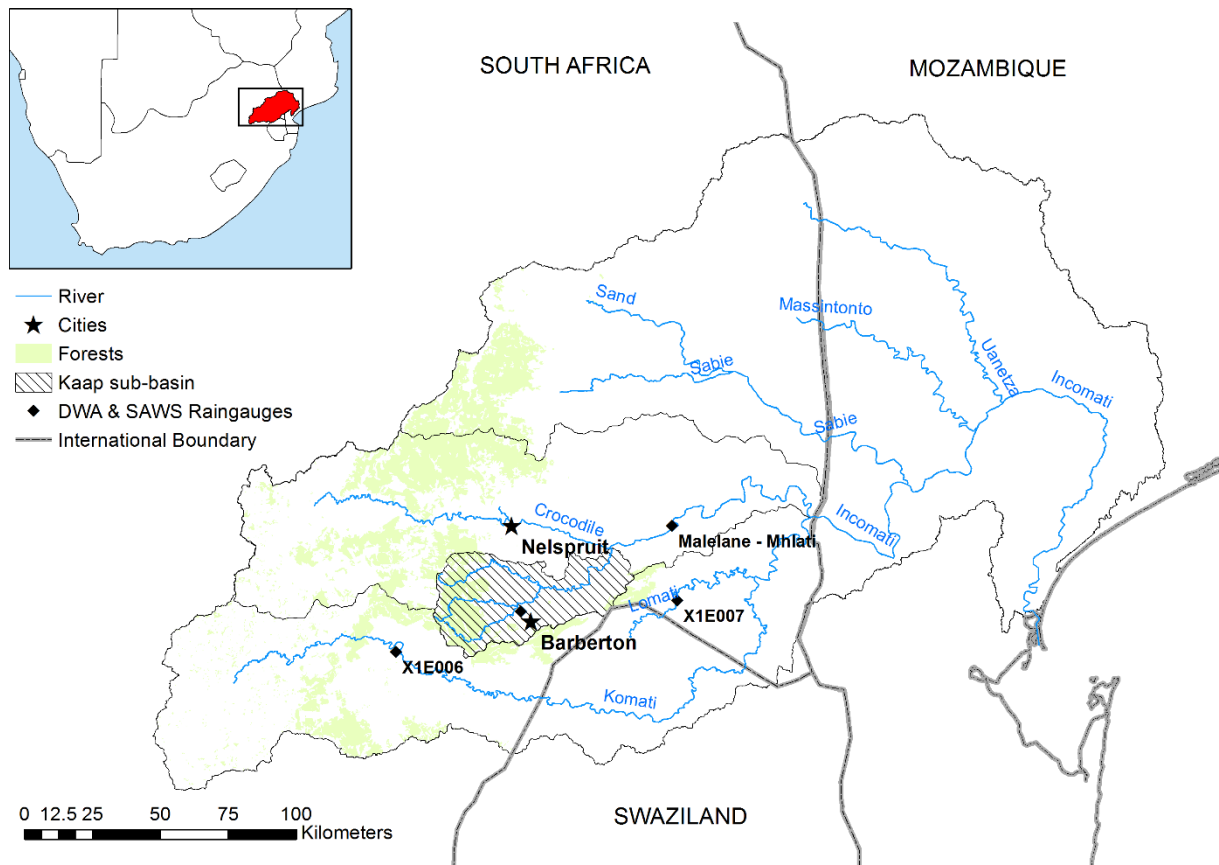 SOUTH AFRICA
MOZAMBIQUE
River
Cities
Forests
Kaap sub-basin
DWA & SAWS Raingauges
International Boundary
Sand
Massintonto
Uanetza
Incomati
Sabie
Sabie
Crocodile
Nelspruit
Malelane - Mhlati
Incomati
Lomati
X1E007
Barberton
X1E006
Komati
SWAZILAND
0 12.5 25 50 75 100
Kilometers